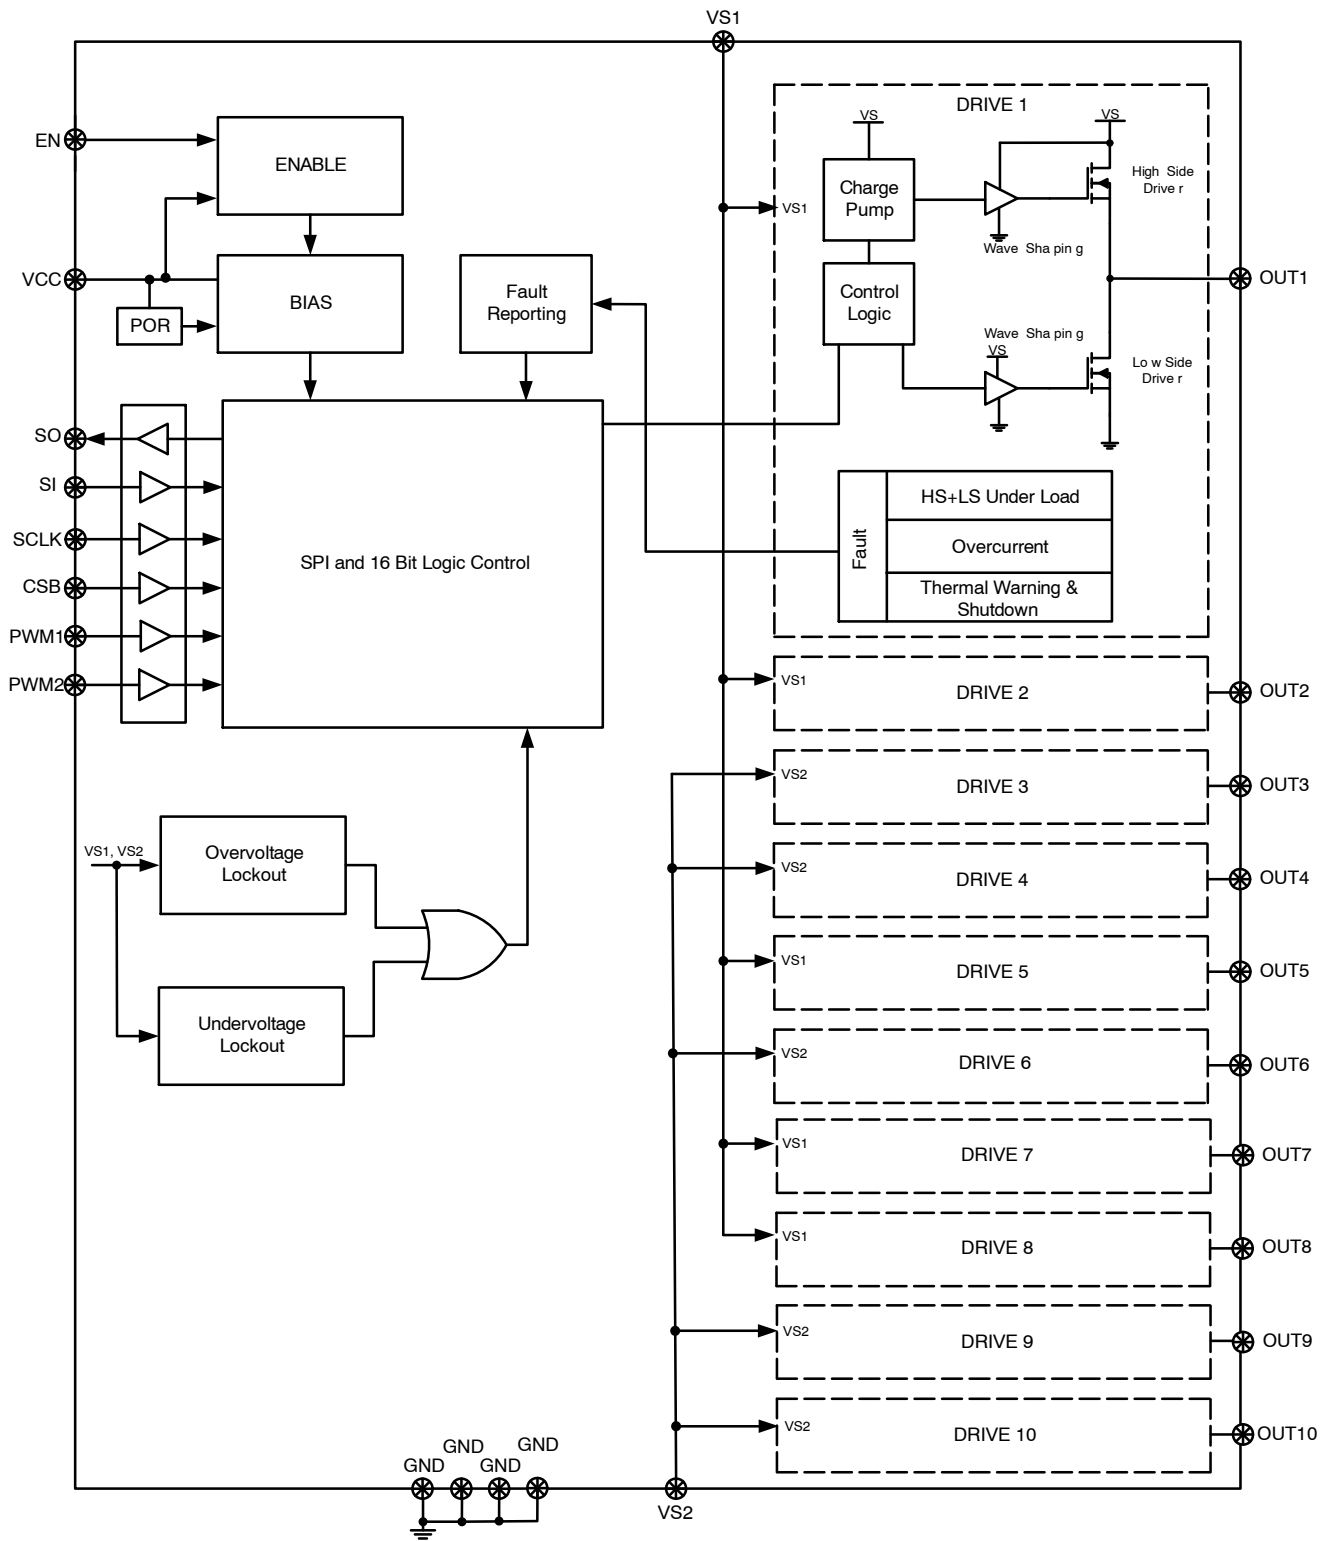 VS1
DRIVE 1
VS
VS
EN
ENABLE
Charge
Pump
High Side
Drive r
VS1
Wave Sha pin g
VCC
BIAS
POR
Fault
Reporting
Control
Logic
OUT1
Wave Sha pin g
VS
Lo w Side
Drive r
SO
SI
SCLK
CSB
PWM1
PWM2
SPI and 16 Bit Logic Control
Fault
HS+LS Under Load
Overcurrent
Thermal Warning &
Shutdown
VS1
DRIVE 2
OUT2
VS2
DRIVE 3
OUT3
VS1, VS2
Overvoltage
Lockout
VS2
DRIVE 4
OUT4
VS1
DRIVE 5
OUT5
Undervoltage
Lockout
VS2
DRIVE 6
OUT6
VS1
DRIVE 7
OUT7
VS1
DRIVE 8
OUT8
VS2
DRIVE 9
OUT9
VS2
DRIVE 10
OUT10
GND
GND
GND
GND
VS2